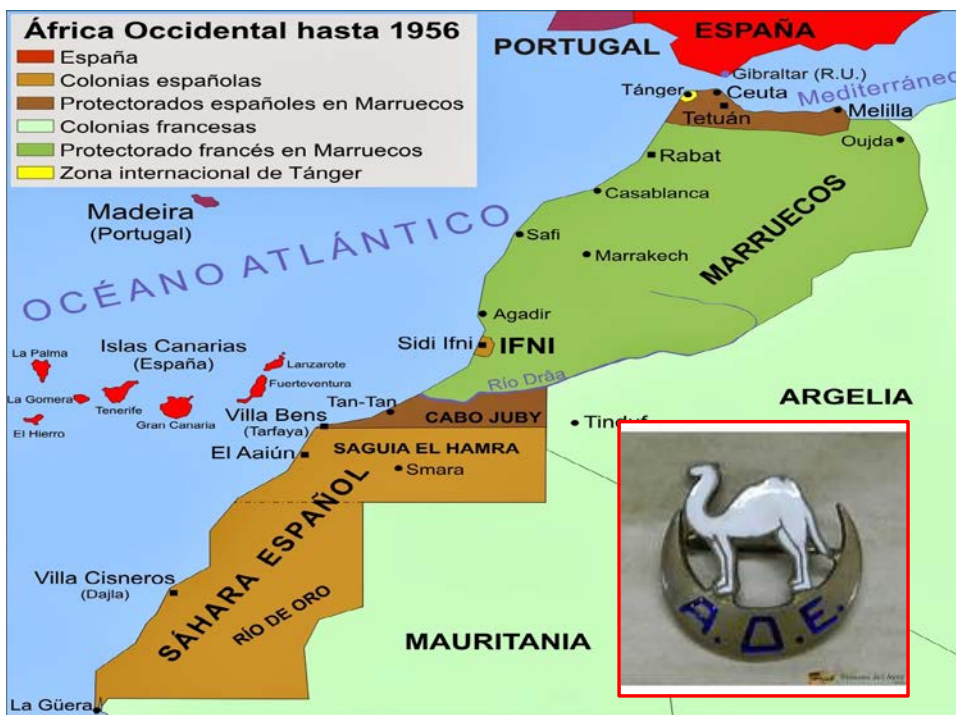 África Occidental hasta 1956
España
Colonias españolas
Protectorados españoles en Marruecos
Colonias francesas
Protectorado francés en Marruecos
Zona internacional de Tánger
PORTUGAL
ESPAÑA
Gibraltar (R.U.)
Tánger
Ceuta
Mediterráneo
Tetuán
Melilla
Oujda
Rabat
Casablanca
Madeira
(Portugal)
OCÉANO ATLÁNTICO
Safi
Marrakech
MARRUECOS
Agadir
Sidi Ifni
IFNI
Islas Canarias
(España)
La Palma
Lanzarote
La Gomera
Tenerife
Fuerteventura
El Hierro
Gran Canaria
Río Drâa
Tan-Tan
ARGELIA
Villa Bens
(Tarfaya)
CABO JUBY
Tinduf
El Aaiún
SAGUIA EL HAMRA
Smara
SÁHARA ESPAÑOL
Villa Cisneros
(Dajla)
RÍO DE ORO
MAURITANIA
La Güera
A.D.E.